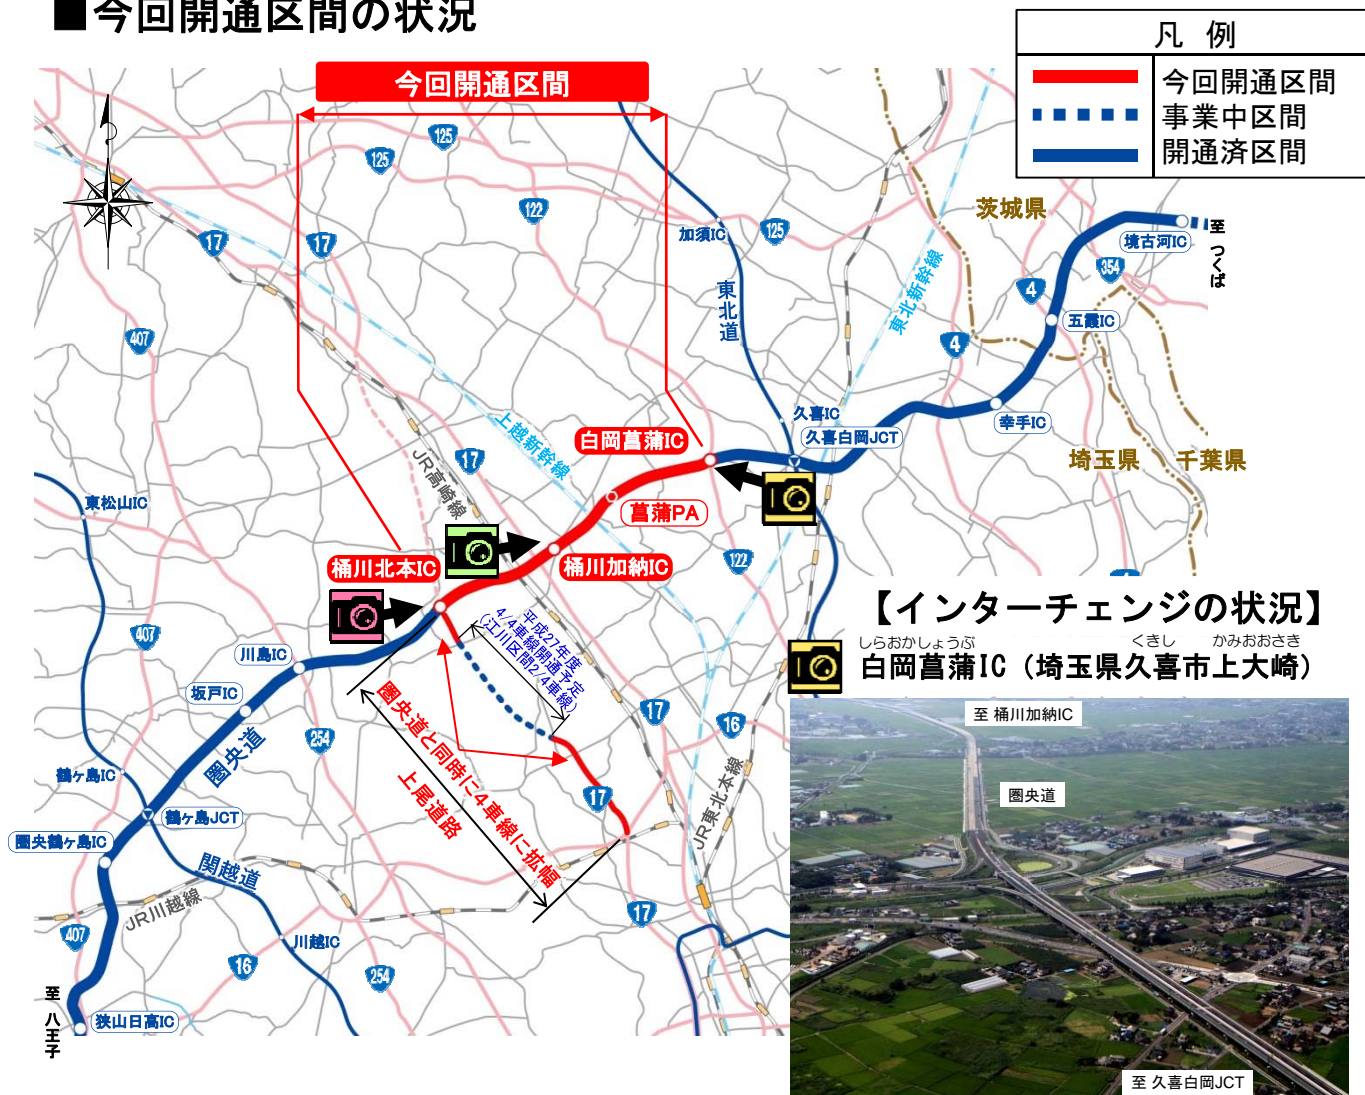 ■今回開通区間の状況
凡 例
今回開通区間
事業中区間
開通済区間
今回開通区間
125
125
122
17
17
加須IC
125
茨城県
境古河IC
至 つくば
354
4
東北道
東北新幹線
五霞IC
4
407
久喜IC
久喜白岡JCT
幸手IC
白岡菖蒲IC
上越新幹線
17
JR高崎線
埼玉県
千葉県
東松山IC
菖蒲PA
122
桶川加納IC
桶川北本IC
4
平成27年度
4/4車線開通予定
(江川区間2/4車線)
407
川島IC
坂戸IC
圏央道
254
圏央道と同時に4車線に拡幅
上尾道路
17
16
17
JR東北本線
鶴ヶ島IC
鶴ヶ島JCT
圏央鶴ヶ島IC
関越道
JR川越線
407
川越IC
16
254
17
至 八王子
狭山日高IC
【インターチェンジの状況】
しらおかしょうぶ くきし かみおおさき
白岡菖蒲IC(埼玉県久喜市上大崎)
至 桶川加納IC
圏央道
至 久喜白岡JCT